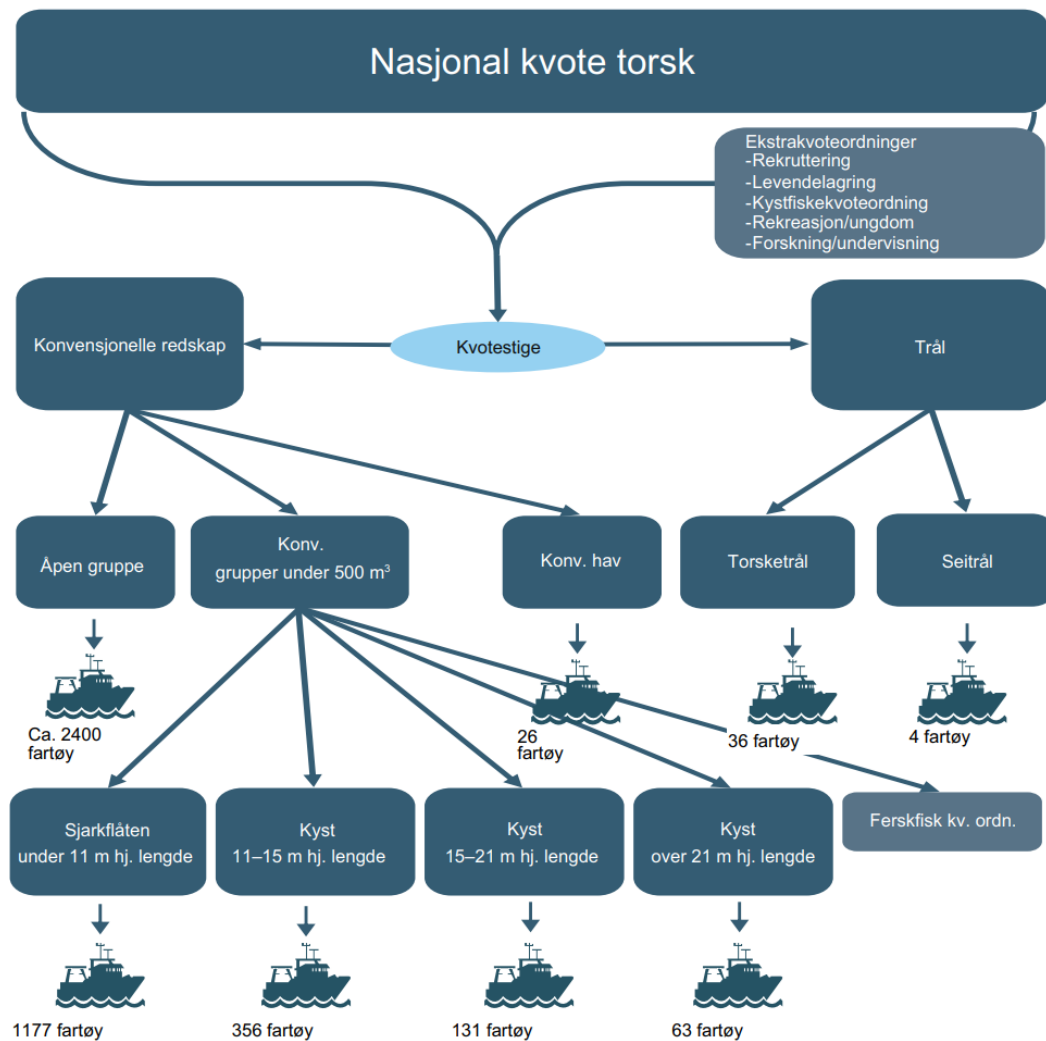 Nasjonal kvote torsk
Ekstrakvoteordninger
-Rekruttering
-Levendelagring
-Kystfiskekvoteordning
-Rekreasjon/ungdom
-Forskning/undervisning
Konvensjonelle redskap
Kvotestige
Trål
Åpen gruppe
Konv.
grupper under 500 m³
Konv. hav
Torsketrål
Seitrål
Ca. 2400
fartøy
26
fartøy
36 fartøy
4 fartøy
Sjarkflåten
under 11 m hj. lengde
Kyst
11–15 m hj. lengde
Kyst
15–21 m hj. lengde
Kyst
over 21 m hj. lengde
Ferskfisk kv. ordn.
1177 fartøy
356 fartøy
131 fartøy
63 fartøy